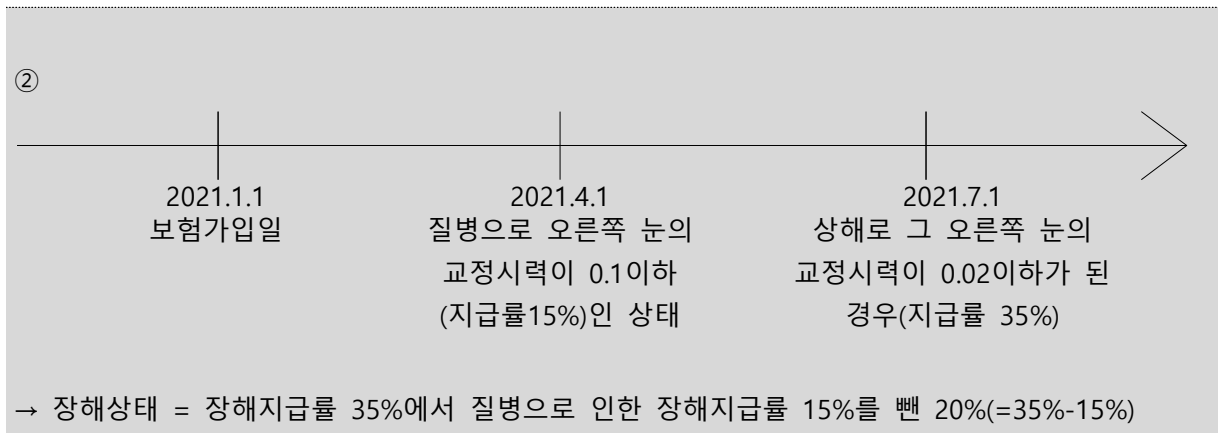 ②
2021.1.1 2021.4.1 2021.7.1
보험가입일 질병으로 오른쪽 눈의 상해로 그 오른쪽 눈의
교정시력이 0.1이하 교정시력이 0.02이하가 된
(지급률15%)인 상태 경우(지급률 35%)
→ 장해상태 = 장해지급률 35%에서 질병으로 인한 장해지급률 15%를 뺀 20%(=35%-15%)